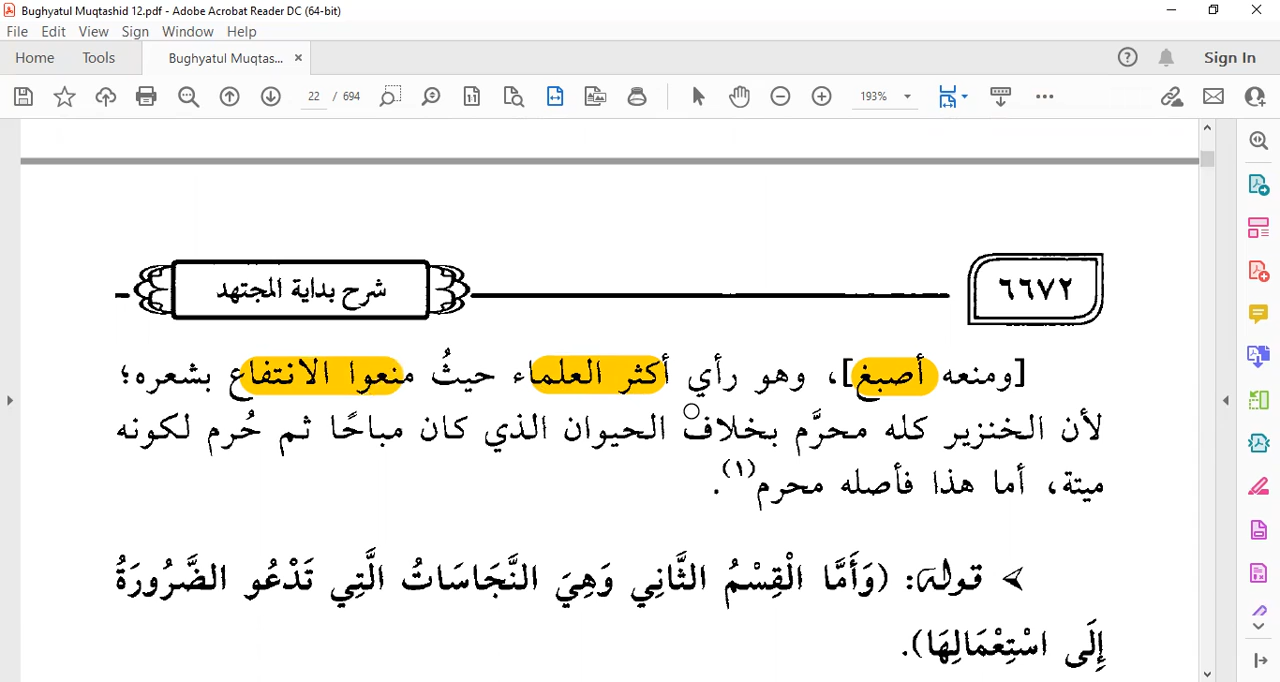 Bughyatul Muqtashid 12.pdf - Adobe Acrobat Reader DC (64-bit)
File Edit View Sign Window Help
Home Tools Bughyatul Muqtas... × Sign In
22 / 694 193%
٦٦٧٢ شرح بداية المجتهد
[ومنعه أصبغ]، وهو رأي أكثر العلماء حيثُ منعوا الانتفاع بشعره؛
لأن الخنزير كله محرَّم بخلاف الحيوان الذي كان مباحًا ثم حُرم لكونه
ميتة، أما هذا فأصله محرم(١).
قوله: (وَأَمَّا الْقِسْمُ الثَّانِي وَهِيَ النَّجَاسَاتُ الَّتِي تَدْعُو الضَّرُورَةُ
إِلَى اسْتِعْمَالِهَا).